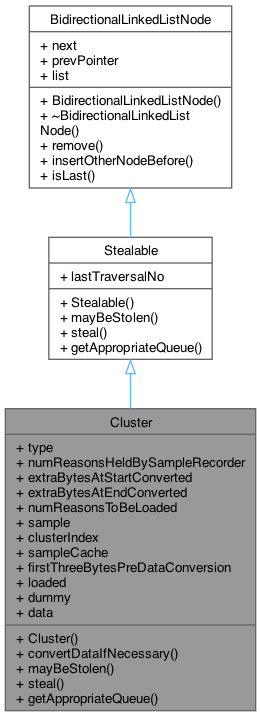 BidirectionalLinkedListNode
+ next
+ prevPointer
+ list
+ BidirectionalLinkedListNode()
+ ~BidirectionalLinkedList
Node()
+ remove()
+ insertOtherNodeBefore()
+ isLast()
Stealable
+ lastTraversalNo
+ Stealable()
+ mayBeStolen()
+ steal()
+ getAppropriateQueue()
Cluster
+ type
+ numReasonsHeldBySampleRecorder
+ extraBytesAtStartConverted
+ extraBytesAtEndConverted
+ numReasonsToBeLoaded
+ sample
+ clusterIndex
+ sampleCache
+ firstThreeBytesPreDataConversion
+ loaded
+ dummy
+ data
+ Cluster()
+ convertDataIfNecessary()
+ mayBeStolen()
+ steal()
+ getAppropriateQueue()